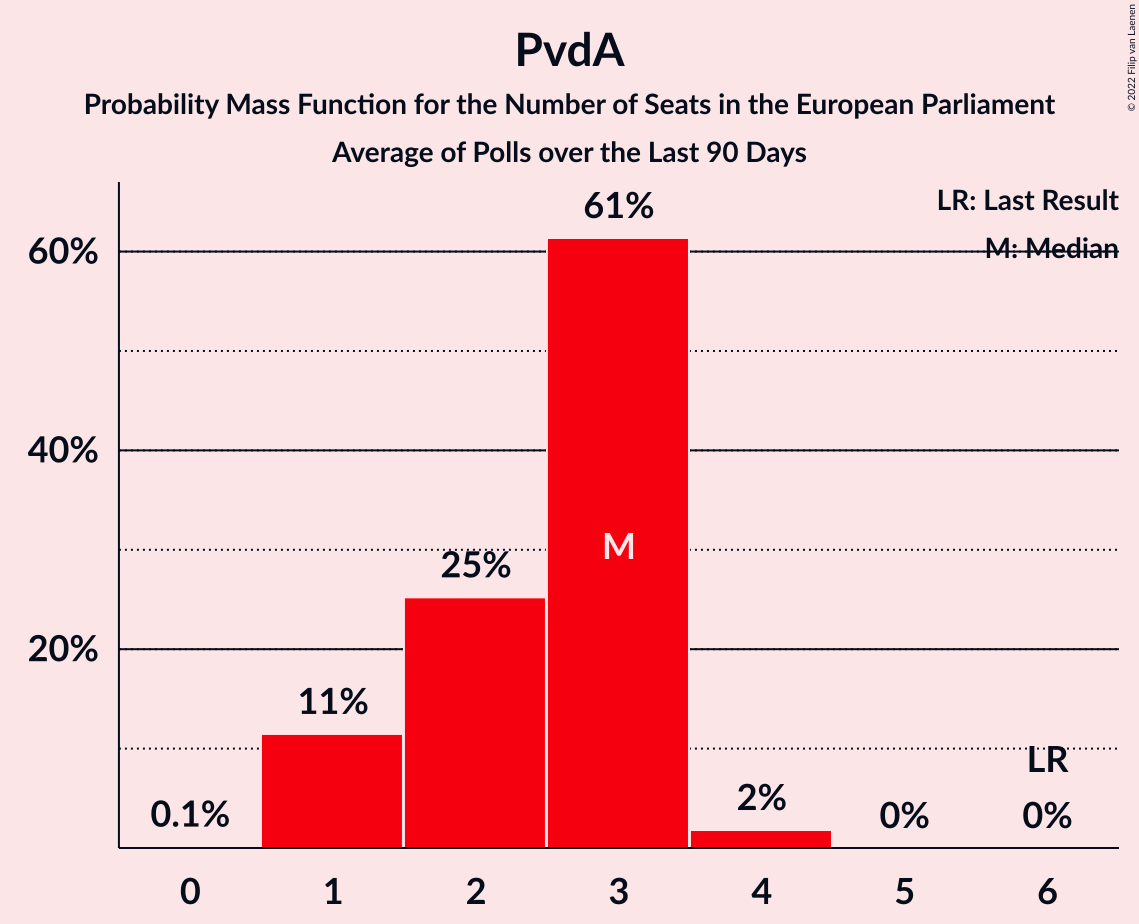 PvdA
Probability Mass Function for the Number of Seats in the European Parliament
Average of Polls over the Last 90 Days
© 2022 Filip van Laenen
LR: Last Result
M: Median
61%
60%
40%
M
25%
20%
11%
LR
0.1%
2%
0%
0%
0 1 2 3 4 5 6